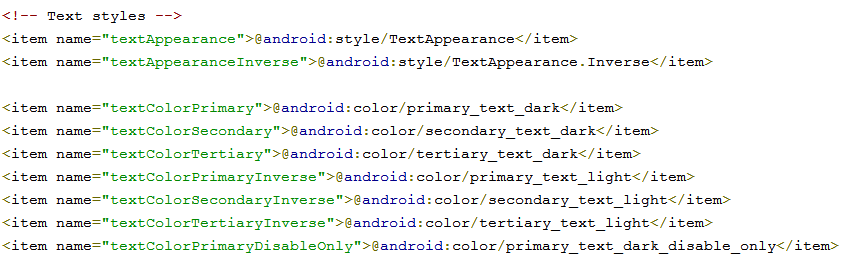 <!-- Text styles -->
<item name="textAppearance">@android:style/TextAppearance</item>
<item name="textAppearanceInverse">@android:style/TextAppearance.Inverse</item>
<item name="textColorPrimary">@android:color/primary_text_dark</item>
<item name="textColorSecondary">@android:color/secondary_text_dark</item>
<item name="textColorTertiary">@android:color/tertiary_text_dark</item>
<item name="textColorPrimaryInverse">@android:color/primary_text_light</item>
<item name="textColorSecondaryInverse">@android:color/secondary_text_light</item>
<item name="textColorTertiaryInverse">@android:color/tertiary_text_light</item>
<item name="textColorPrimaryDisableOnly">@android:color/primary_text_dark_disable_only</item>